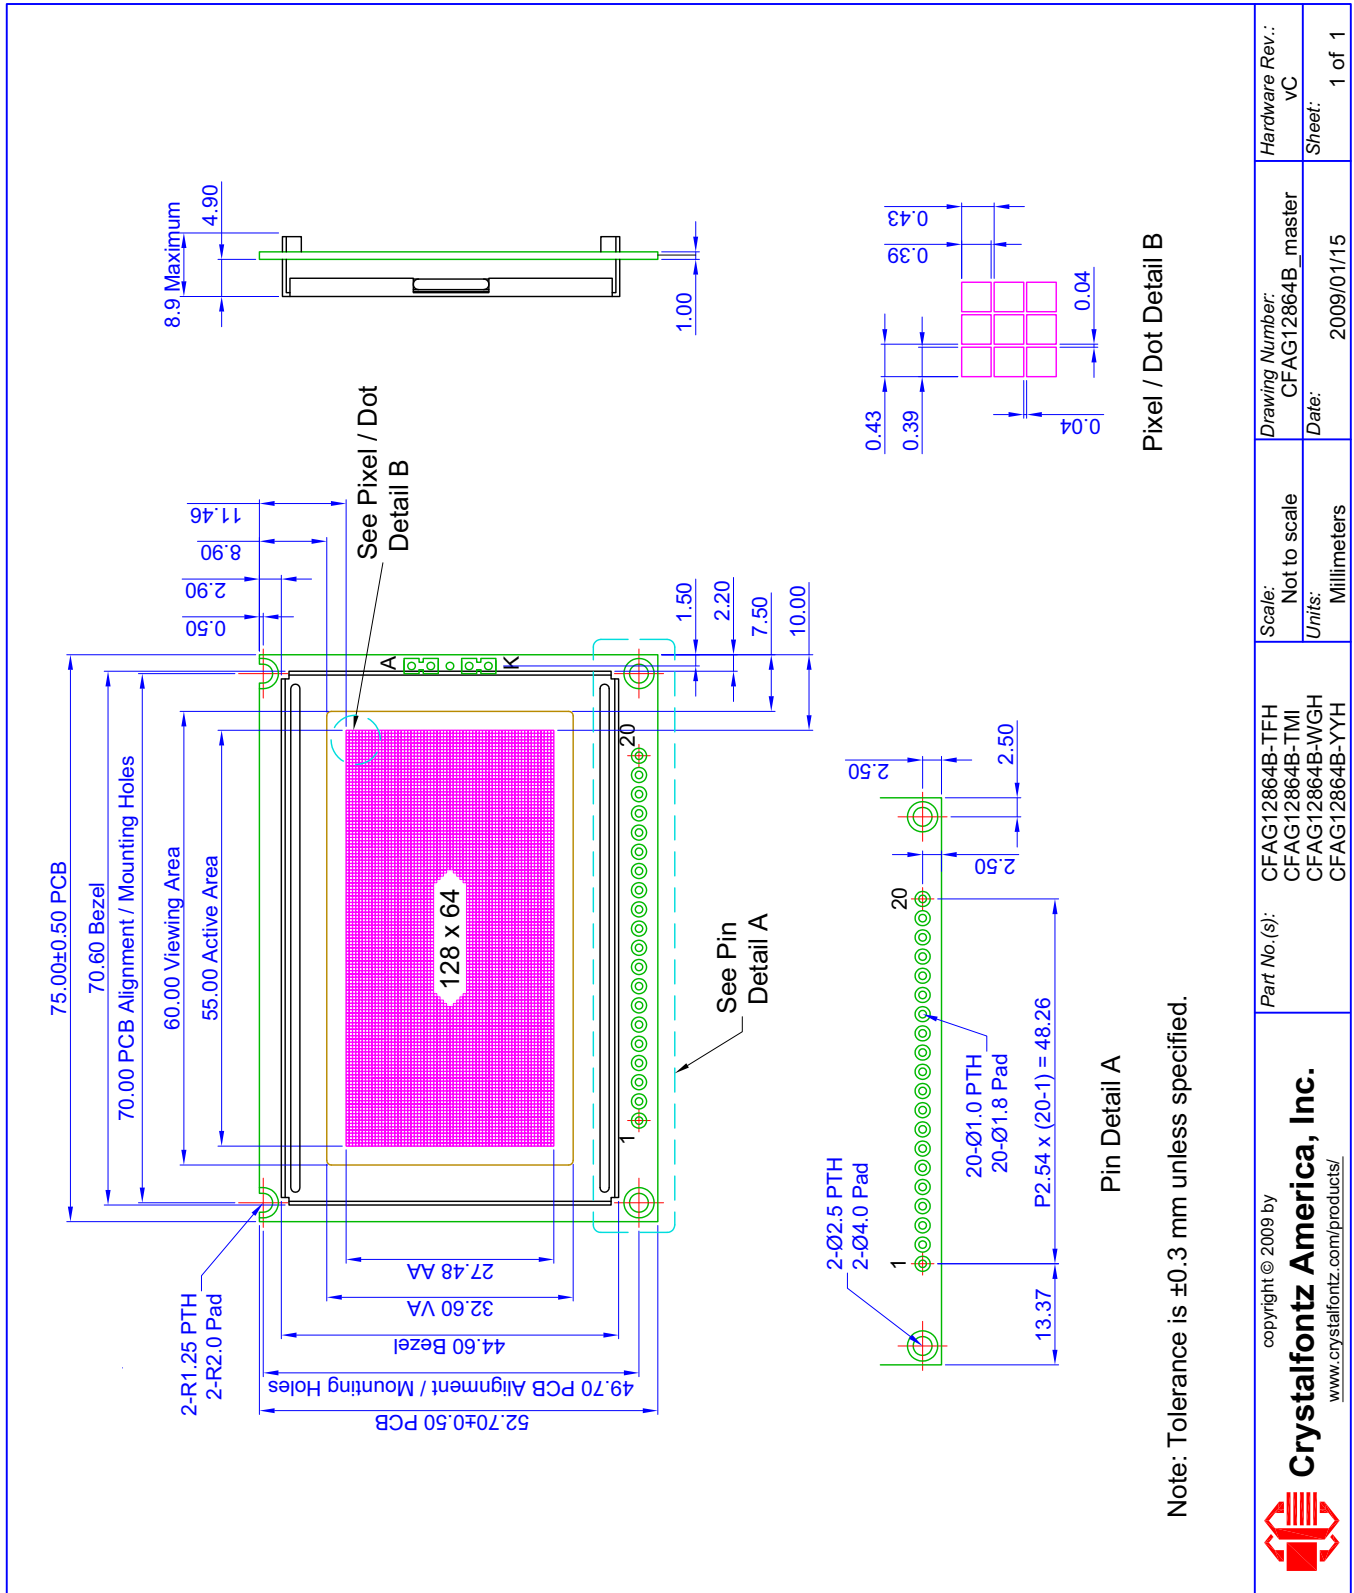 75.00±0.50 PCB
70.60 Bezel
70.00 PCB Alignment / Mounting Holes
60.00 Viewing Area
55.00 Active Area
0.50
2.90
8.90
11.46
See Pixel / Dot
Detail B
8.9 Maximum
4.90
1.00
2-R1.25 PTH
2-R2.0 Pad
52.70±0.50 PCB
49.70 PCB Alignment / Mounting Holes
44.60 Bezel
32.60 VA
27.48 AA
128 x 64
A
K
1
20
1.50
2.20
7.50
10.00
See Pin
Detail A
0.43
0.39
0.43
0.39
0.04
0.04
Pixel / Dot Detail B
2-Ø2.5 PTH
2-Ø4.0 Pad
1
20
2.50
2.50
2.50
20-Ø1.0 PTH
20-Ø1.8 Pad
13.37
P2.54 x (20-1) = 48.26
Pin Detail A
Note: Tolerance is ±0.3 mm unless specified.
copyright © 2009 by
Crystalfontz America, Inc.
www.crystalfontz.com/products/
Part No.(s):
CFAG12864B-TFH
CFAG12864B-TMI
CFAG12864B-WGH
CFAG12864B-YYH
Scale:
Not to scale
Units:
Millimeters
Drawing Number:
CFAG12864B_master
Date:
2009/01/15
Hardware Rev.:
vC
Sheet:
1 of 1